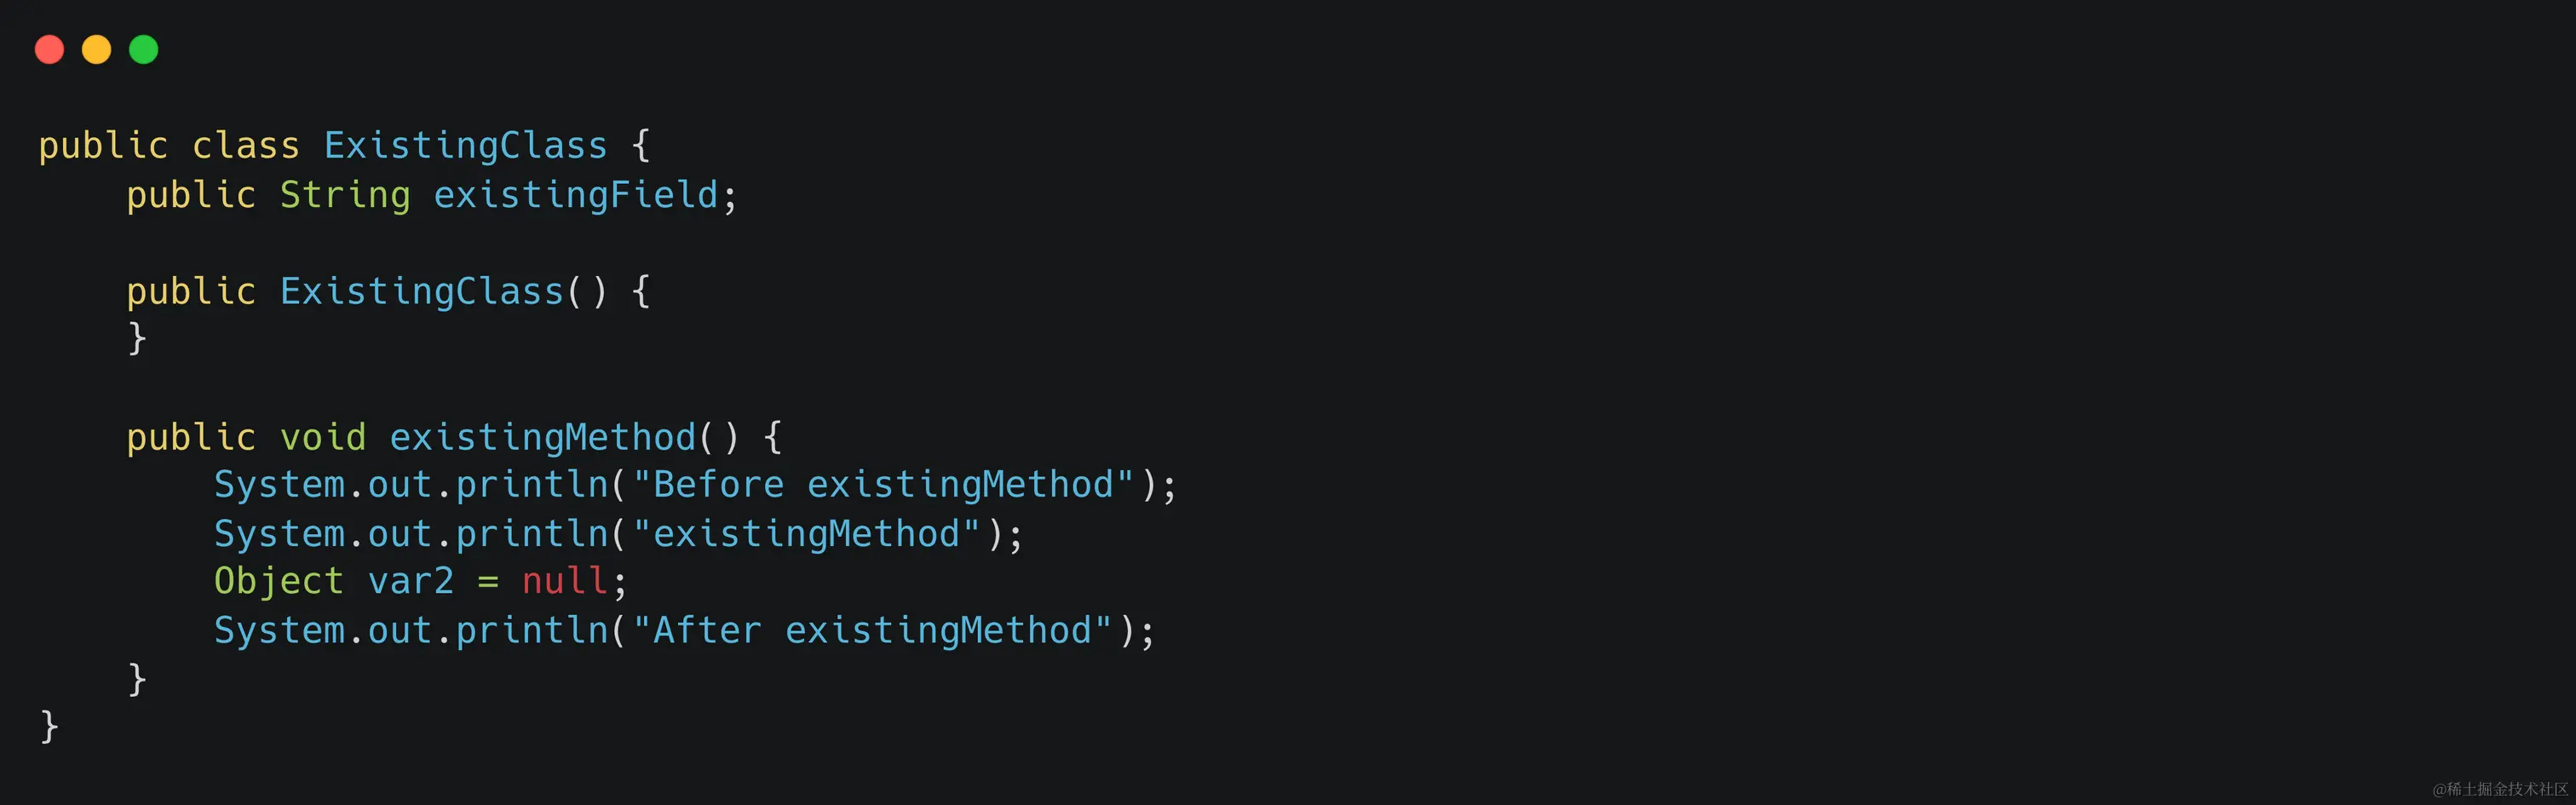 public class ExistingClass {
    public String existingField;
    public ExistingClass() {
    }
    public void existingMethod() {
        System.out.println("Before existingMethod");
        System.out.println("existingMethod");
        Object var2 = null;
        System.out.println("After existingMethod");
    }
}
@稀土掘金技术社区